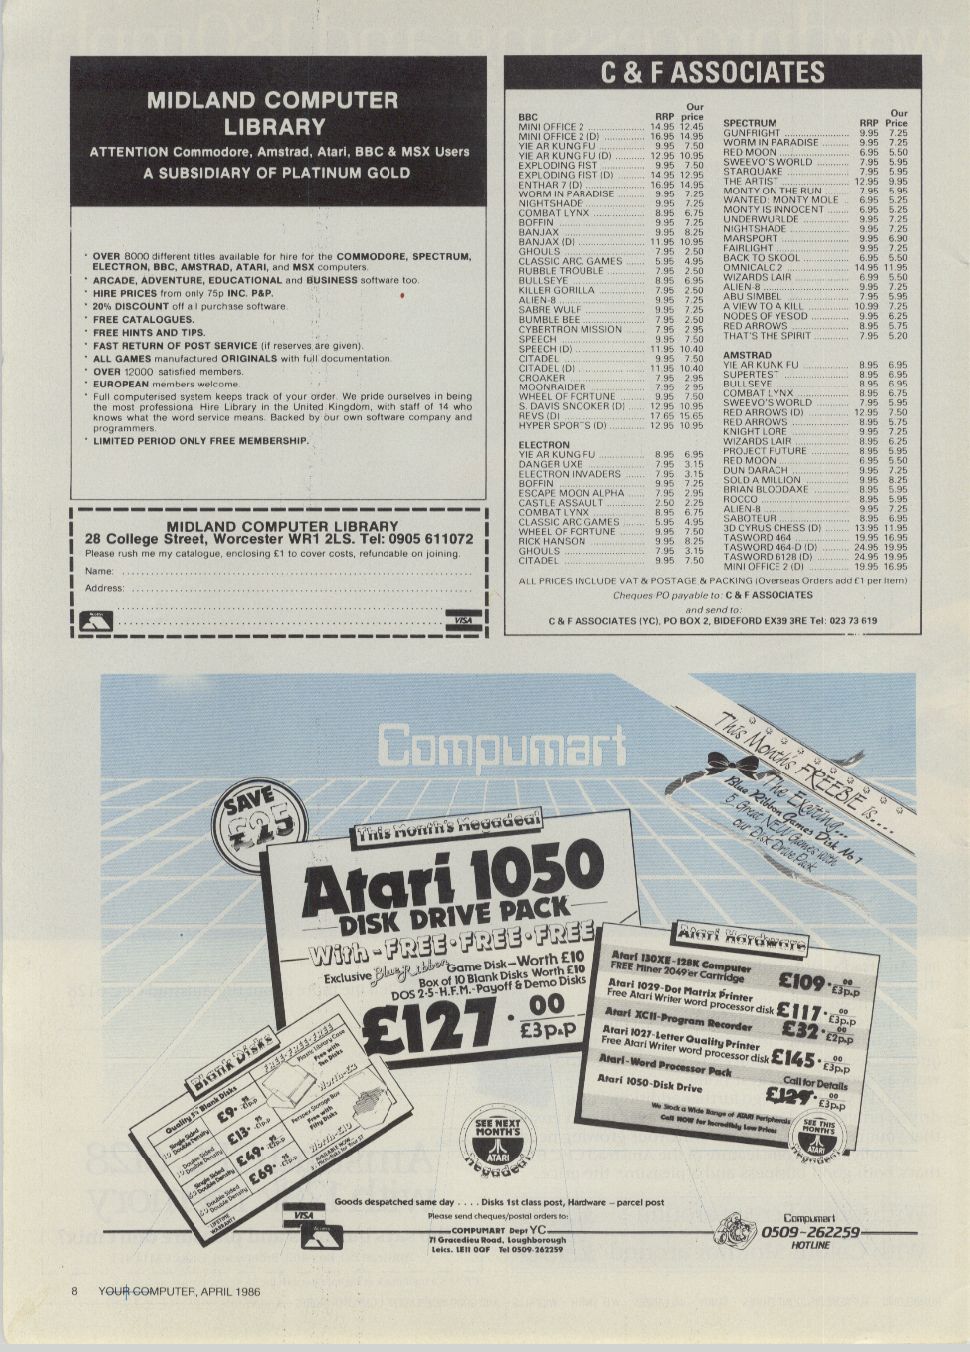 MIDLAND COMPUTER
LIBRARY
ATTENTION Commodore, Amstrad, Atari, BBC & MSX Users
A SUBSIDIARY OF PLATINUM GOLD
* OVER 8000 different titles available for hire for the COMMODORE, SPECTRUM,
ELECTRON, BBC, AMSTRAD, ATARI, and MSX computers.
* ARCADE, ADVENTURE, EDUCATIONAL and BUSINESS software too.
* HIRE PRICES from only 75p INC. P&P.
* 20% DISCOUNT off all purchase software.
* FREE CATALOGUES.
* FREE HINTS AND TIPS.
* FAST RETURN OF POST SERVICE (if reserves are given).
* ALL GAMES manufactured ORIGINALS with full documentation.
* OVER 12000 satisfied members.
* EUROPEAN members welcome.
* Full computerised system keeps track of your order. We pride ourselves in being
the most professional Hire Library in the United Kingdom, with staff of 14 who
knows what the word service means. Backed by our own software company and
programmers.
* LIMITED PERIOD ONLY FREE MEMBERSHIP.
MIDLAND COMPUTER LIBRARY
28 College Street, Worcester WR1 2LS. Tel: 0905 611072
Please rush me my catalogue, enclosing £1 to cover costs, refuncable on joining.
Name:
Address:
VISA
C & F ASSOCIATES
Our
BBC RRP price
MINI OFFICE 2 14.95 12.45
MINI OFFICE 2 (D) 16.95 14.95
YIE AR KUNG FU 9.95 7.50
YIE AR KUNG FU (D) 12.95 10.95
EXPLODING FIST 9.95 7.50
EXPLODING FIST (D) 14.95 12.95
ENTHAR 7 (D) 16.95 14.95
WORM IN PARADISE 9.95 7.25
NIGHTSHADE 9.95 7.25
COMBAT LYNX 8.95 6.75
BOFFIN 9.95 7.25
BANJAX 9.95 8.25
BANJAX (D) 11.95 10.95
GHOULS 7.95 2.50
CLASSIC ARC GAMES 5.95 4.95
RUBBLE TROUBLE 7.95 2.50
BULLSEYE 8.95 6.95
KILLER GORILLA 7.95 2.50
ALIEN-8 9.95 7.25
SABRE WULF 9.95 7.25
BUMBLE BEE 7.95 2.50
CYBERTRON MISSION 7.95 2.95
SPEECH 9.95 7.50
SPEECH (D) 11.95 10.40
CITADEL 9.95 7.50
CITADEL (D) 11.95 10.40
CROAKER 7.95 2.95
MOONRAIDER 7.95 2.95
WHEEL OF FORTUNE 9.95 7.50
S. DAVIS SNCOKER (D) 12.95 10.95
REVS (D) 17.65 15.65
HYPER SPORTS (D) 12.95 10.95
ELECTRON
YIE AR KUNG FU 8.95 6.95
DANGER UXE 7.95 3.15
ELECTRON INVADERS 7.95 3.15
BOFFIN 9.95 7.25
ESCAPE MOON ALPHA 7.95 2.95
CASTLE ASSAULT 2.50 2.25
COMBAT LYNX 8.95 6.75
CLASSIC ARC GAMES 5.95 4.95
WHEEL OF FORTUNE 9.95 7.50
RICK HANSON 9.95 8.25
GHOULS 7.95 3.15
CITADEL 9.95 7.50
Our
SPECTRUM RRP Price
GUNFRIGHT 9.95 7.25
WORM IN PARADISE 9.95 7.25
RED MOON 6.95 5.50
SWEEVO'S WORLD 7.95 5.95
STARQUAKE 7.95 5.95
THE ARTIST 12.95 9.95
MONTY ON THE RUN 7.95 5.95
WANTED: MONTY MOLE 6.95 5.25
MONTY IS INNOCENT 6.95 5.25
UNDERWURLDE 9.95 7.25
NIGHTSHADE 9.95 7.25
MARSPORT 9.95 6.90
FAIRLIGHT 9.95 7.25
BACK TO SKOOL 6.95 5.50
OMNICALC 2 14.95 11.95
WIZARDS LAIR 6.99 5.50
ALIEN-8 9.95 7.25
ABU SIMBEL 7.95 5.95
A VIEW TO A KILL 10.99 7.25
NODES OF YESOD 9.95 6.25
RED ARROWS 8.95 5.75
THAT'S THE SPIRIT 7.95 5.20
AMSTRAD
YIE AR KUNK FU 8.95 6.95
SUPERTEST 8.95 6.95
BULLSEYE 8.95 6.95
COMBAT LYNX 8.95 6.75
SWEEVO'S WORLD 7.95 5.95
RED ARROWS (D) 12.95 7.50
RED ARROWS 8.95 5.75
KNIGHT LORE 9.95 7.25
WIZARDS LAIR 8.95 6.25
PROJECT FUTURE 8.95 5.95
RED MOON 6.95 5.50
DUN DARACH 9.95 7.25
SOLD A MILLION 9.95 8.25
BRIAN BLOODAXE 8.95 5.95
ROCCO 8.95 5.95
ALIEN-8 9.95 7.25
SABOTEUR 8.95 6.95
3D CYRUS CHESS (D) 13.95 11.95
TASWORD 464 19.95 16.95
TASWORD 464-D (D) 24.95 19.95
TASWORD 6128 (D) 24.95 19.95
MINI OFFICE 2 (D) 19.95 16.95
ALL PRICES INCLUDE VAT & POSTAGE & PACKING (Overseas Orders add £1 per Item)
Cheques-PO payable to: C & F ASSOCIATES
and send to:
C & F ASSOCIATES (YC), PO BOX 2, BIDEFORD EX39 3RE Tel: 023 73 619
Compumart
This Month's FREEBIE is....
The Exciting...
Blue Ribbon Games Disk No 1
5 Great NEW Games with
our Disk Drive Pack
SAVE
£25
This Month's Megadeal
Atari 1050
DISK DRIVE PACK
With-FREE·FREE·FREE
Exclusive Blue Ribbon Game Disk—Worth £10
Box of 10 Blank Disks Worth £10
DOS 2·5-H.F.M.-Payoff & Demo Disks
£127·00
£3p.p
Atari Hardware
Atari 130XE-128K Computer
FREE Miner 2049'er Cartridge £109·00 £3p.p
Atari 1029-Dot Matrix Printer
Free Atari Writer word processor disk £117·00 £3p.p
Atari XC11-Program Recorder £32·00 £2p.p
Atari 1027-Letter Quality Printer
Free Atari Writer word processor disk £145·00 £3p.p
Atari-Word Processor Pack Call for Details
Atari 1050-Disk Drive £129·00 £3p.p
We Stock a Wide Range of ATARI Peripherals
Call NOW for Incredibly Low Prices
SEE THIS
MONTH'S
ATARI
Megadeal
Blank Disks
FREE·FREE·FREE
Quality 5¼ Blank Disks
Plastic Library Case
Free with
Ten Disks
Single Sided
Double Density £9·95
Double Sided
Double Density £13·95
Perspex Storage Box
Free with
Fifty Disks
Single Sided
Double Density £49·95
Double Sided
Double Density £69·95
Worth-£10
LIFETIME
WARRANTY
SEE NEXT
MONTH'S
ATARI
Megadeal
Goods despatched same day .... Disks 1st class post, Hardware – parcel post
Please send cheques/postal orders to:
COMPUMART Dept YC
71 Gracedieu Road, Loughborough
Leics. LE11 0QF Tel 0509-262259
VISA
Compumart
0509-262259
HOTLINE
8 YOUR COMPUTER, APRIL 1986